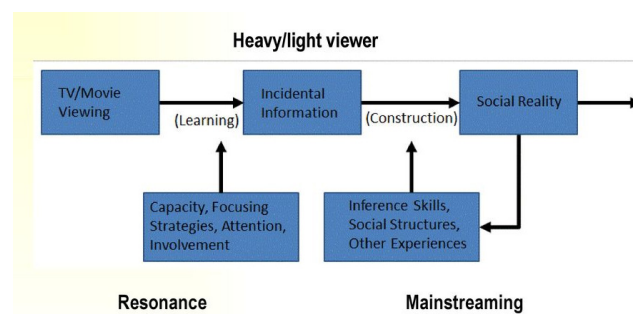 Heavy/light viewer
TV/Movie
Viewing
(Learning)
Incidental
Information
(Construction)
Social Reality
Capacity, Focusing
Strategies, Attention,
Involvement
Inference Skills,
Social Structures,
Other Experiences
Resonance
Mainstreaming